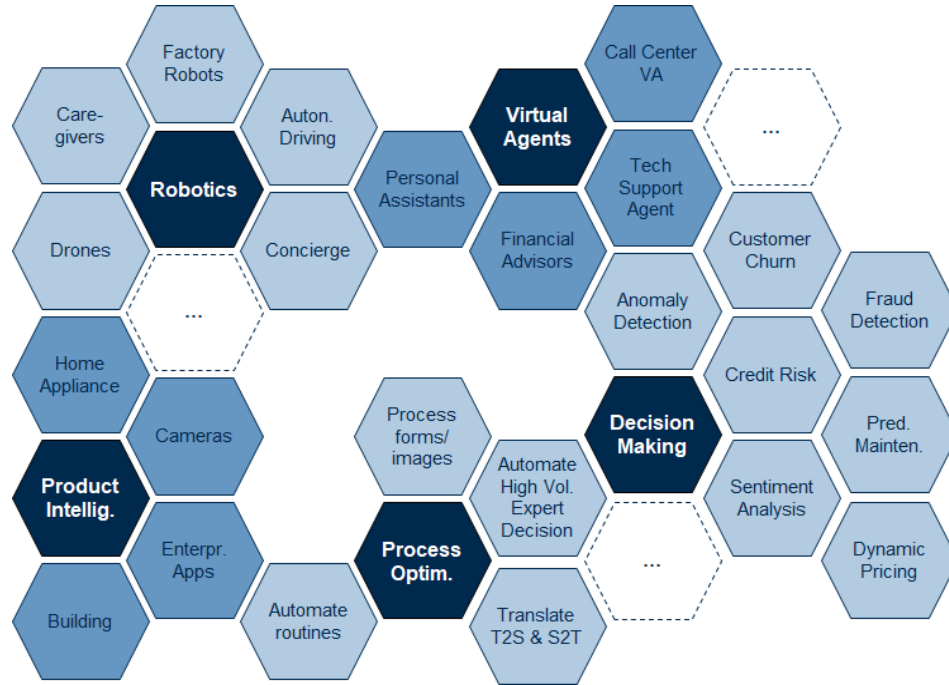 Factory
Robots
Call Center
VA
Care-
givers
Auton.
Driving
Virtual
Agents
...
Robotics
Personal
Assistants
Tech
Support
Agent
Drones
Concierge
Financial
Advisors
Customer
Churn
...
Anomaly
Detection
Fraud
Detection
Home
Appliance
Credit Risk
Cameras
Process
forms/
images
Decision
Making
Pred.
Mainten.
Product
Intellig.
Automate
High Vol.
Expert
Decision
Sentiment
Analysis
Enterpr.
Apps
Process
Optim.
...
Dynamic
Pricing
Building
Automate
routines
Translate
T2S & S2T